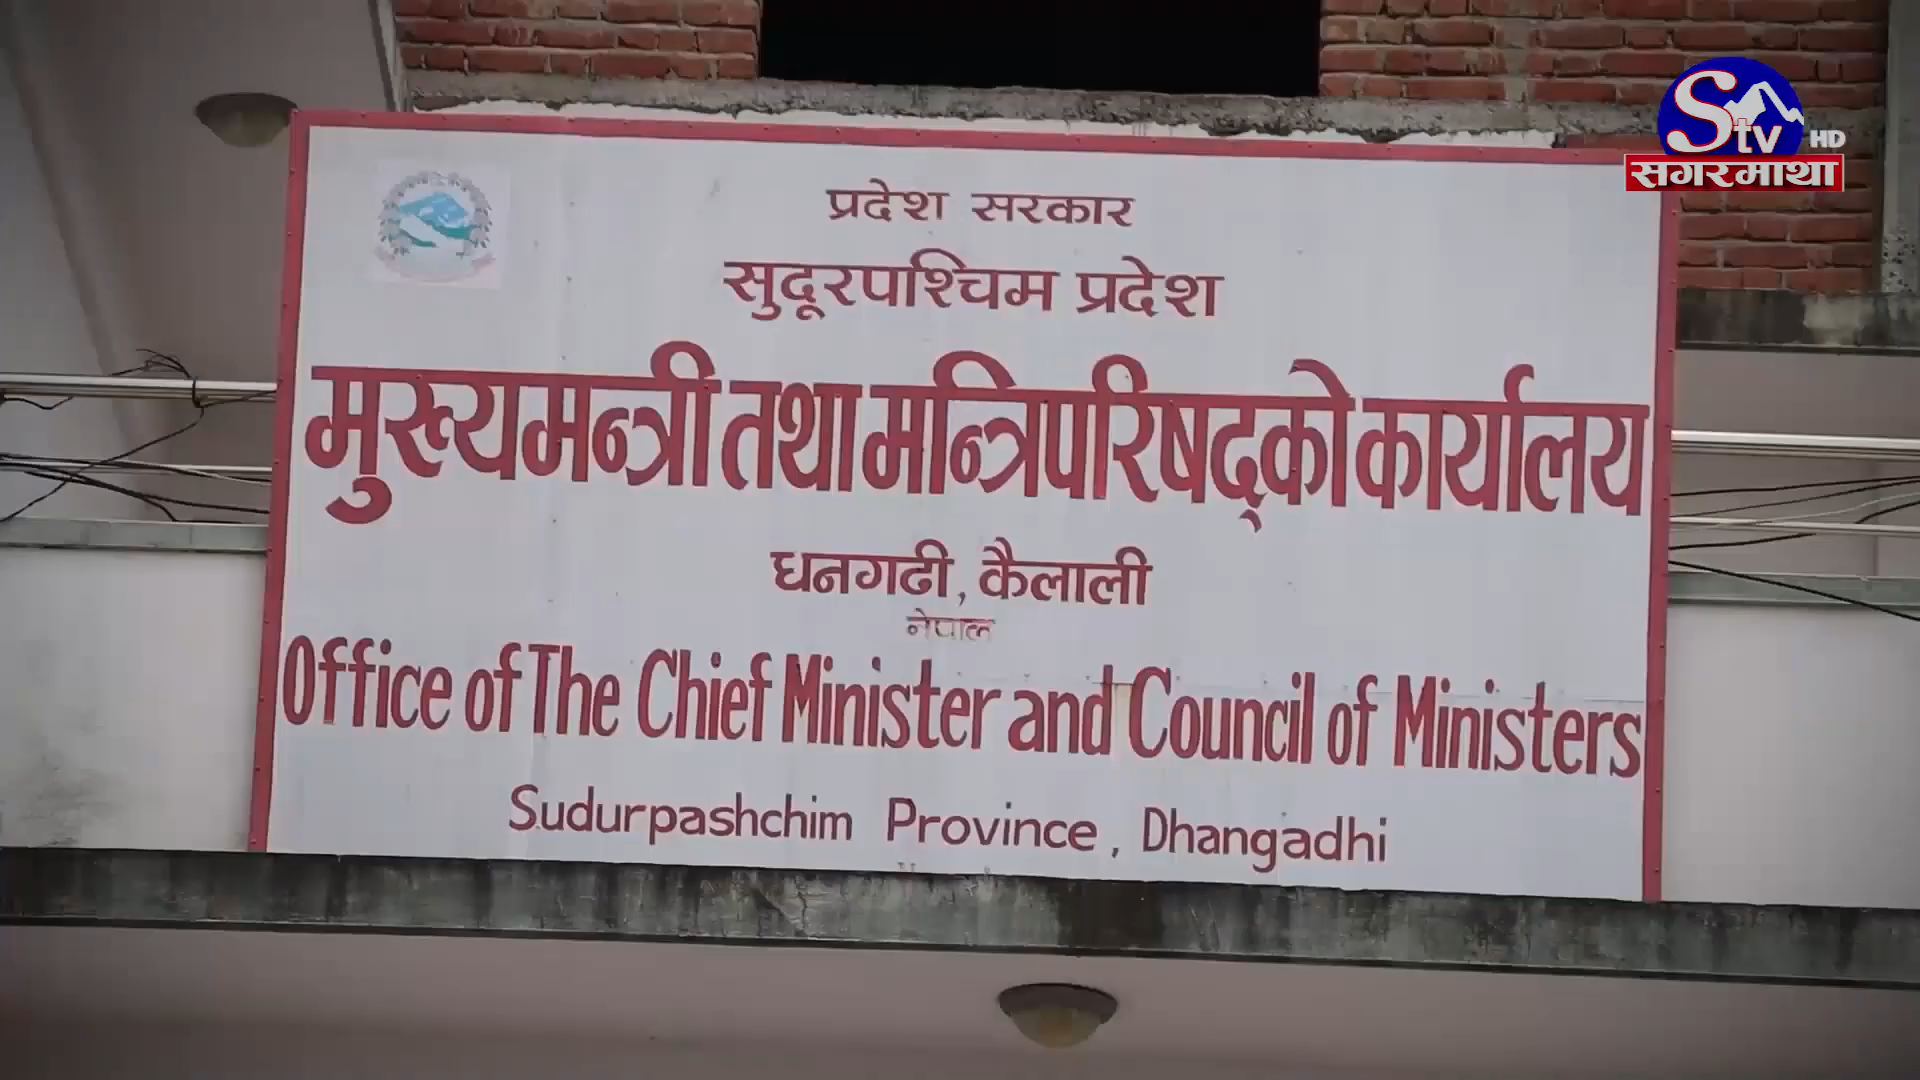 STV HD
सगरमाथा
प्रदेश सरकार
सुदूरपश्चिम प्रदेश
मुख्यमन्त्री तथा मन्त्रिपरिषद्को कार्यालय
धनगढी, कैलाली
नेपाल
Office of The Chief Minister and Council of Ministers
Sudurpashchim Province, Dhangadhi